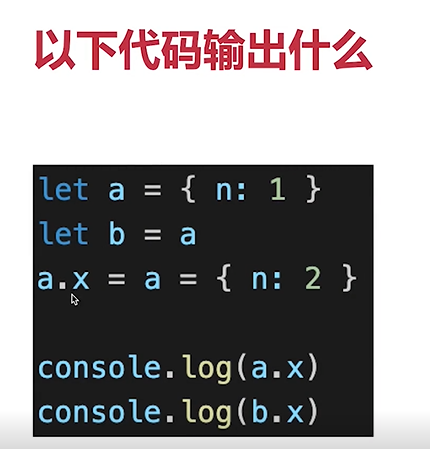 以下代码输出什么
let a = { n: 1 }
let b = a
a.x = a = { n: 2 }
console.log(a.x)
console.log(b.x)